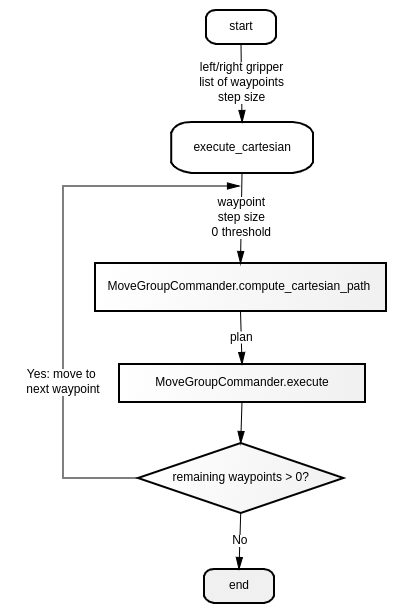 start
left/right gripper
list of waypoints
step size
execute_cartesian
waypoint
step size
0 threshold
MoveGroupCommander.compute_cartesian_path
plan
MoveGroupCommander.execute
Yes: move to
next waypoint
remaining waypoints > 0?
No
end